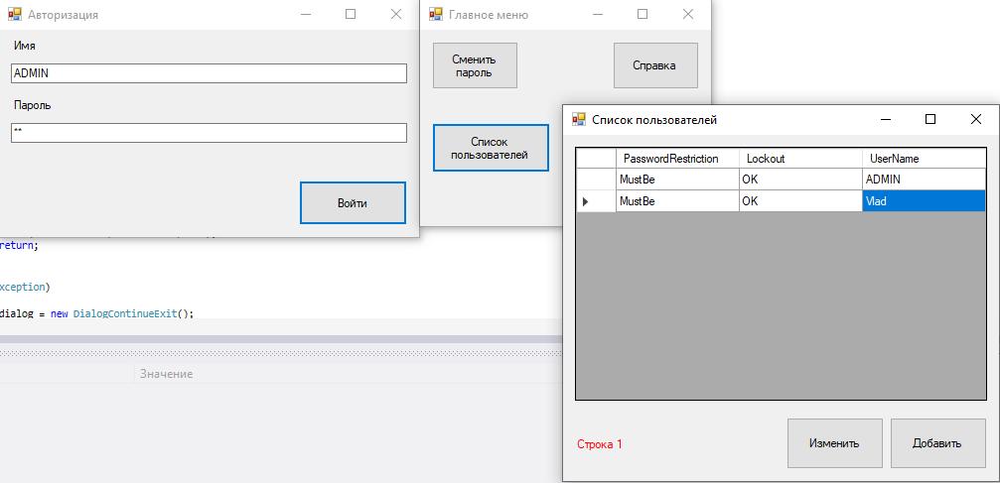 Авторизация
Имя
ADMIN
Пароль
**
Войти
Главное меню
Сменить
пароль
Справка
Список
пользователей
Список пользователей
PasswordRestriction Lockout UserName
MustBe OK ADMIN
MustBe OK Vlad
Строка 1
Изменить
Добавить
return;
xception)
dialog = new DialogContinueExit();
Значение